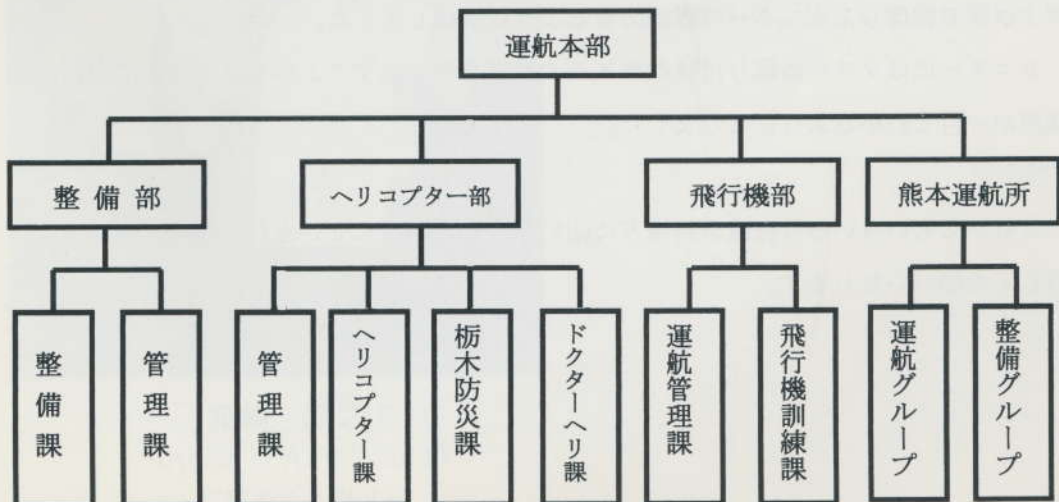 運航本部
整備部
ヘリコプター部
飛行機部
熊本運航所
整備課
管理課
管理課
ヘリコプター課
栃木防災課
ドクターヘリ課
運航管理課
飛行機訓練課
運航グループ
整備グループ